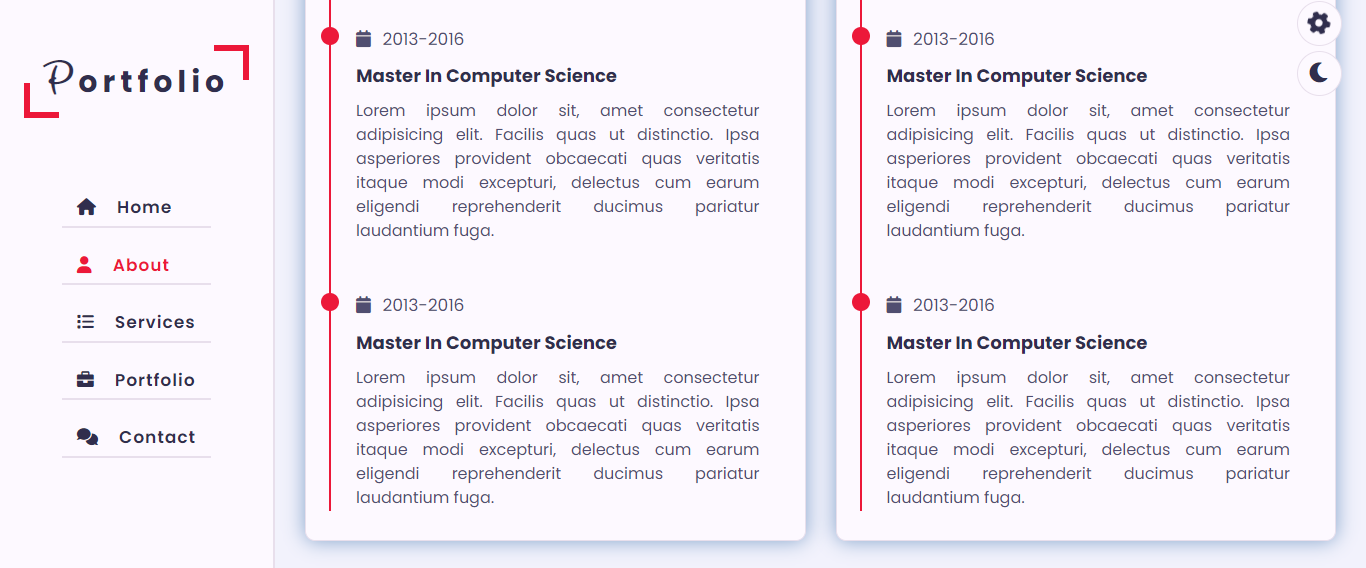 Portfolio
Home
About
Services
Portfolio
Contact
2013-2016
Master In Computer Science
Lorem ipsum dolor sit, amet consectetur
adipisicing elit. Facilis quas ut distinctio. Ipsa
asperiores provident obcaecati quas veritatis
itaque modi excepturi, delectus cum earum
eligendi reprehenderit ducimus pariatur
laudantium fuga.
2013-2016
Master In Computer Science
Lorem ipsum dolor sit, amet consectetur
adipisicing elit. Facilis quas ut distinctio. Ipsa
asperiores provident obcaecati quas veritatis
itaque modi excepturi, delectus cum earum
eligendi reprehenderit ducimus pariatur
laudantium fuga.
2013-2016
Master In Computer Science
Lorem ipsum dolor sit, amet consectetur
adipisicing elit. Facilis quas ut distinctio. Ipsa
asperiores provident obcaecati quas veritatis
itaque modi excepturi, delectus cum earum
eligendi reprehenderit ducimus pariatur
laudantium fuga.
2013-2016
Master In Computer Science
Lorem ipsum dolor sit, amet consectetur
adipisicing elit. Facilis quas ut distinctio. Ipsa
asperiores provident obcaecati quas veritatis
itaque modi excepturi, delectus cum earum
eligendi reprehenderit ducimus pariatur
laudantium fuga.